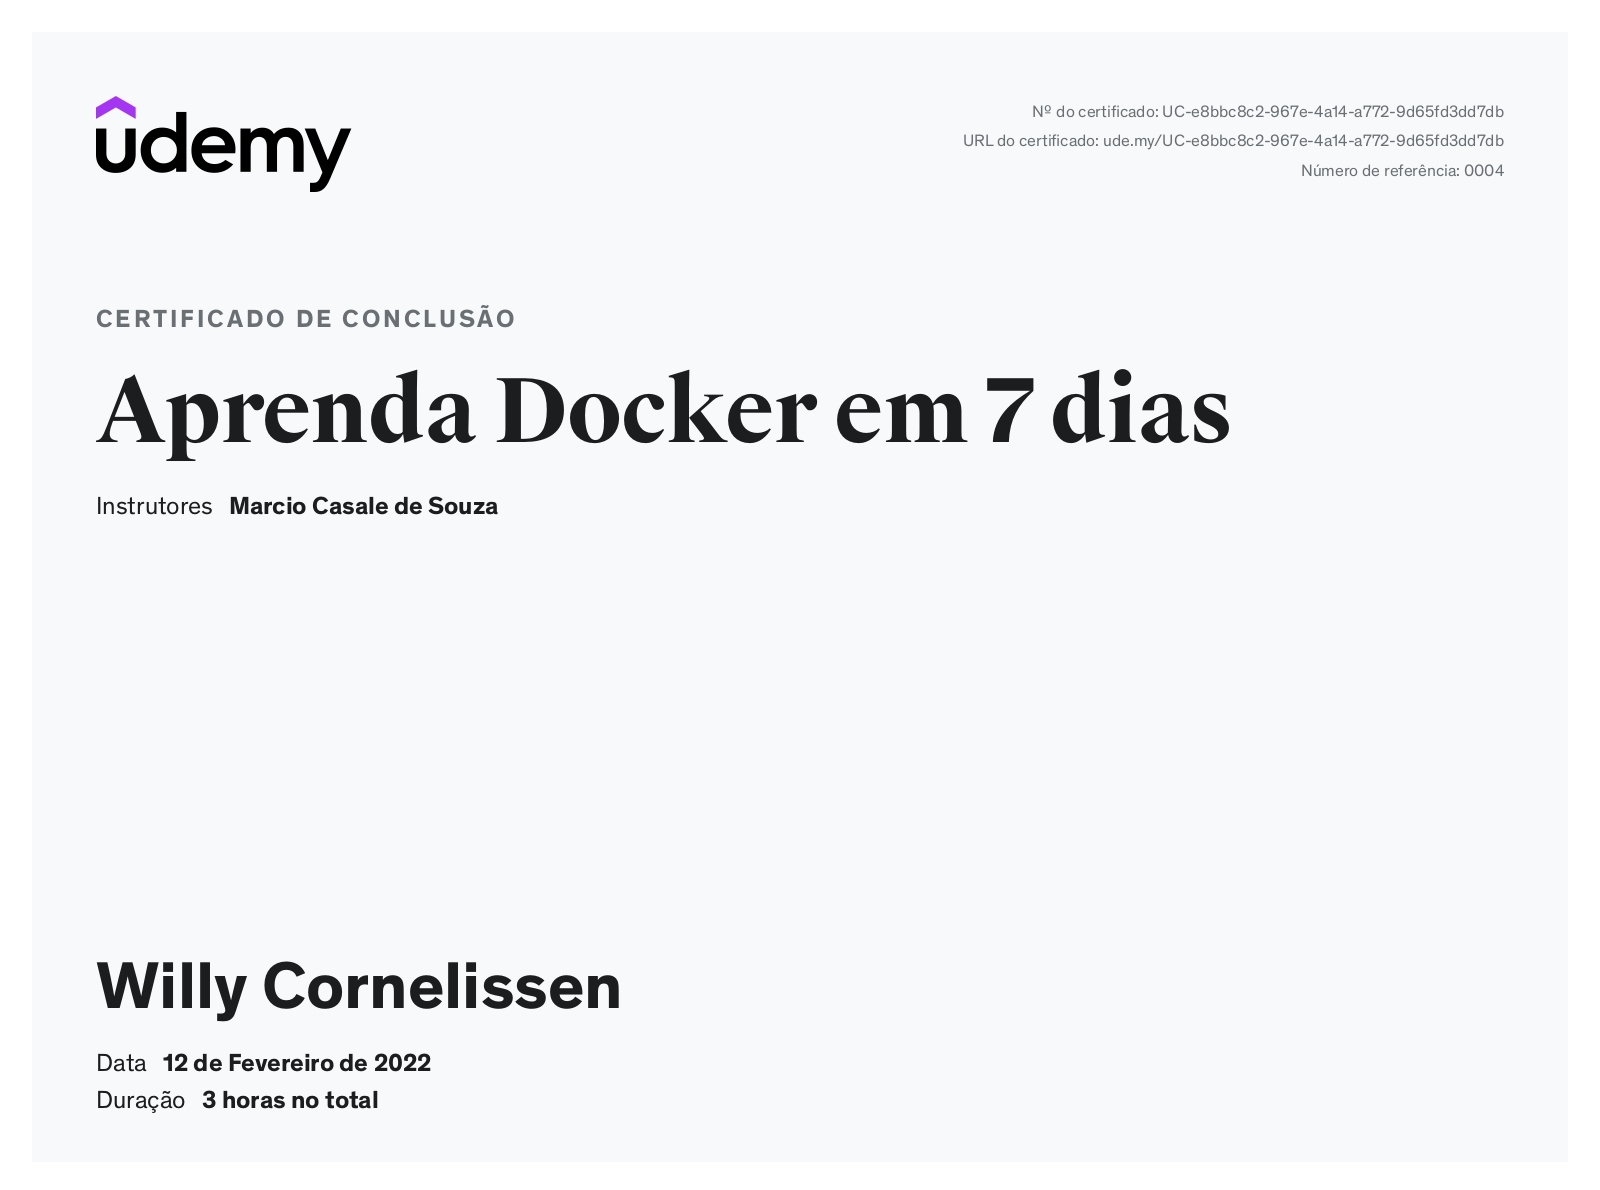 udemy
Nº do certificado: UC-e8bbc8c2-967e-4a14-a772-9d65fd3dd7db
URL do certificado: ude.my/UC-e8bbc8c2-967e-4a14-a772-9d65fd3dd7db
Número de referência: 0004
CERTIFICADO DE CONCLUSÃO
Aprenda Docker em 7 dias
Instrutores Marcio Casale de Souza
Willy Cornelissen
Data 12 de Fevereiro de 2022
Duração 3 horas no total